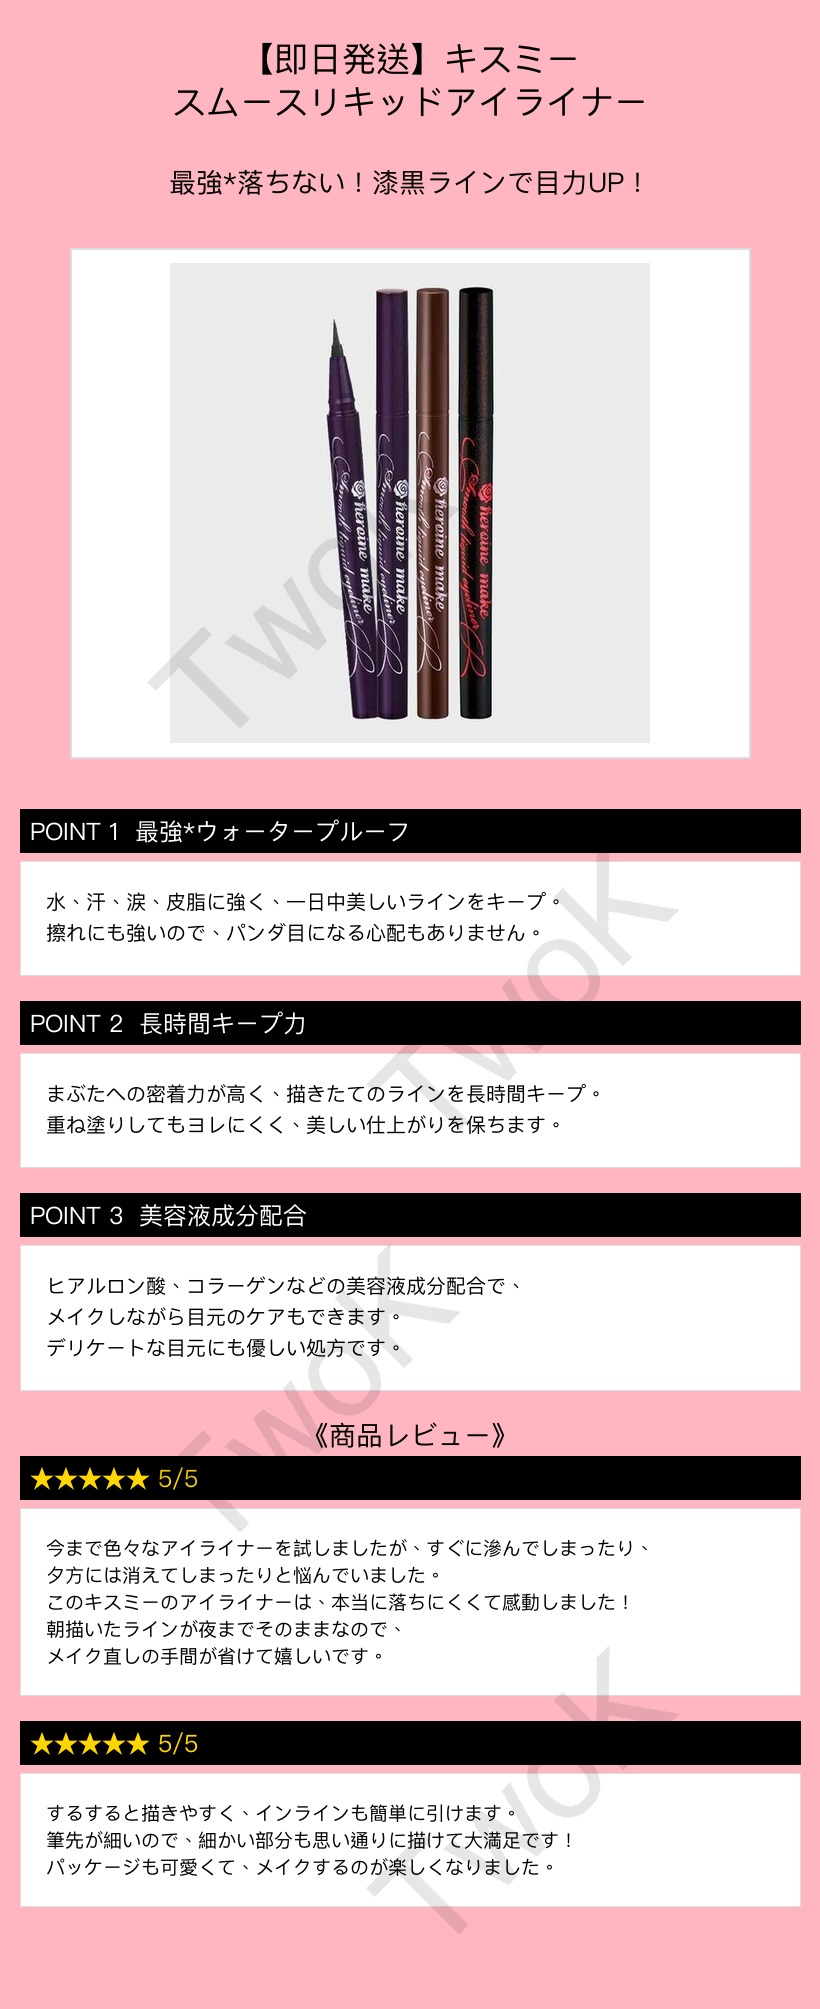 【即日発送】キスミー
スムースリキッドアイライナー
最強*落ちない！漆黒ラインで目力UP！
heroine make
Smooth liquid eyeliner
heroine make
Smooth liquid eyeliner
heroine make
Smooth liquid eyeliner
heroine make
Smooth liquid eyeliner
TwoK
POINT 1 最強*ウォータープルーフ
水、汗、涙、皮脂に強く、一日中美しいラインをキープ。
擦れにも強いので、パンダ目になる心配もありません。
TwoK
POINT 2 長時間キープ力
まぶたへの密着力が高く、描きたてのラインを長時間キープ。
重ね塗りしてもヨレにくく、美しい仕上がりを保ちます。
POINT 3 美容液成分配合
ヒアルロン酸、コラーゲンなどの美容液成分配合で、
メイクしながら目元のケアもできます。
デリケートな目元にも優しい処方です。
TwoK
《商品レビュー》
★★★★★ 5/5
今まで色々なアイライナーを試しましたが、すぐに滲んでしまったり、
夕方には消えてしまったりと悩んでいました。
このキスミーのアイライナーは、本当に落ちにくくて感動しました！
朝描いたラインが夜までそのままなので、
メイク直しの手間が省けて嬉しいです。
★★★★★ 5/5
するすると描きやすく、インラインも簡単に引けます。
筆先が細いので、細かい部分も思い通りに描けて大満足です！
パッケージも可愛くて、メイクするのが楽しくなりました。
TwoK